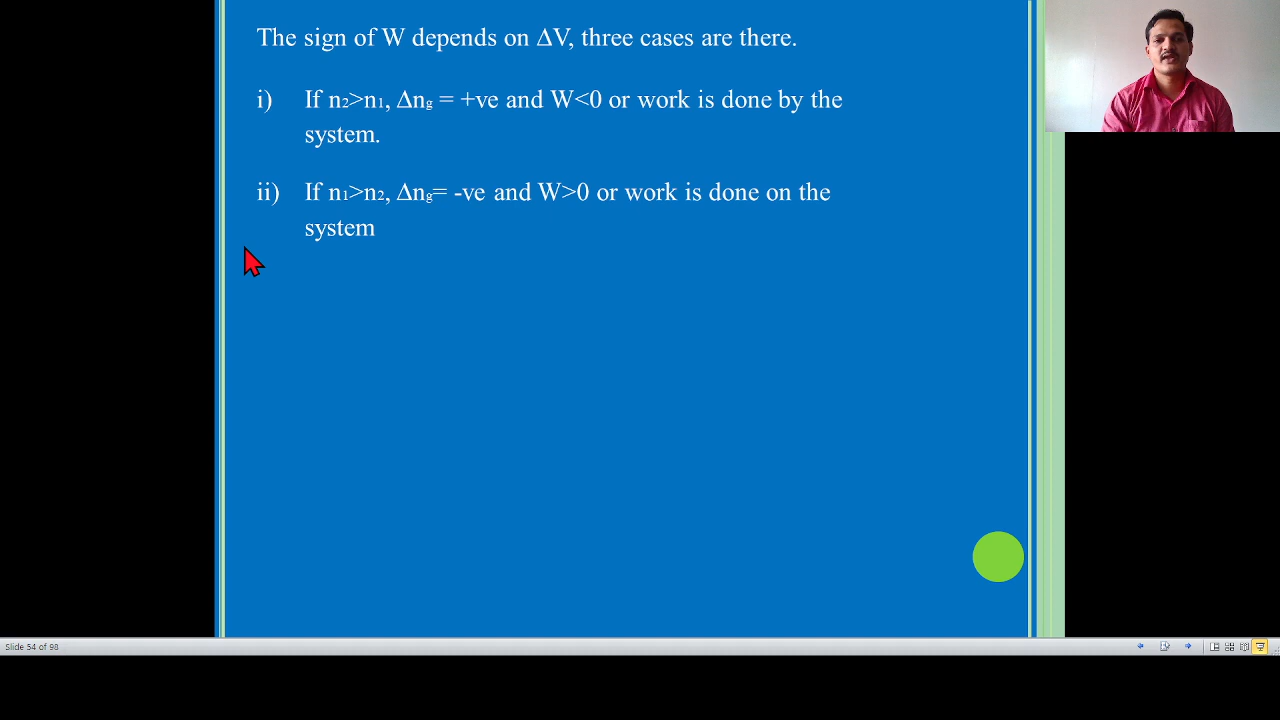 The sign of W depends on ΔV, three cases are there.
i) If n₂>n₁, Δng = +ve and W<0 or work is done by the
system.
ii) If n₁>n₂, Δng= -ve and W>0 or work is done on the
system
Slide 54 of 98